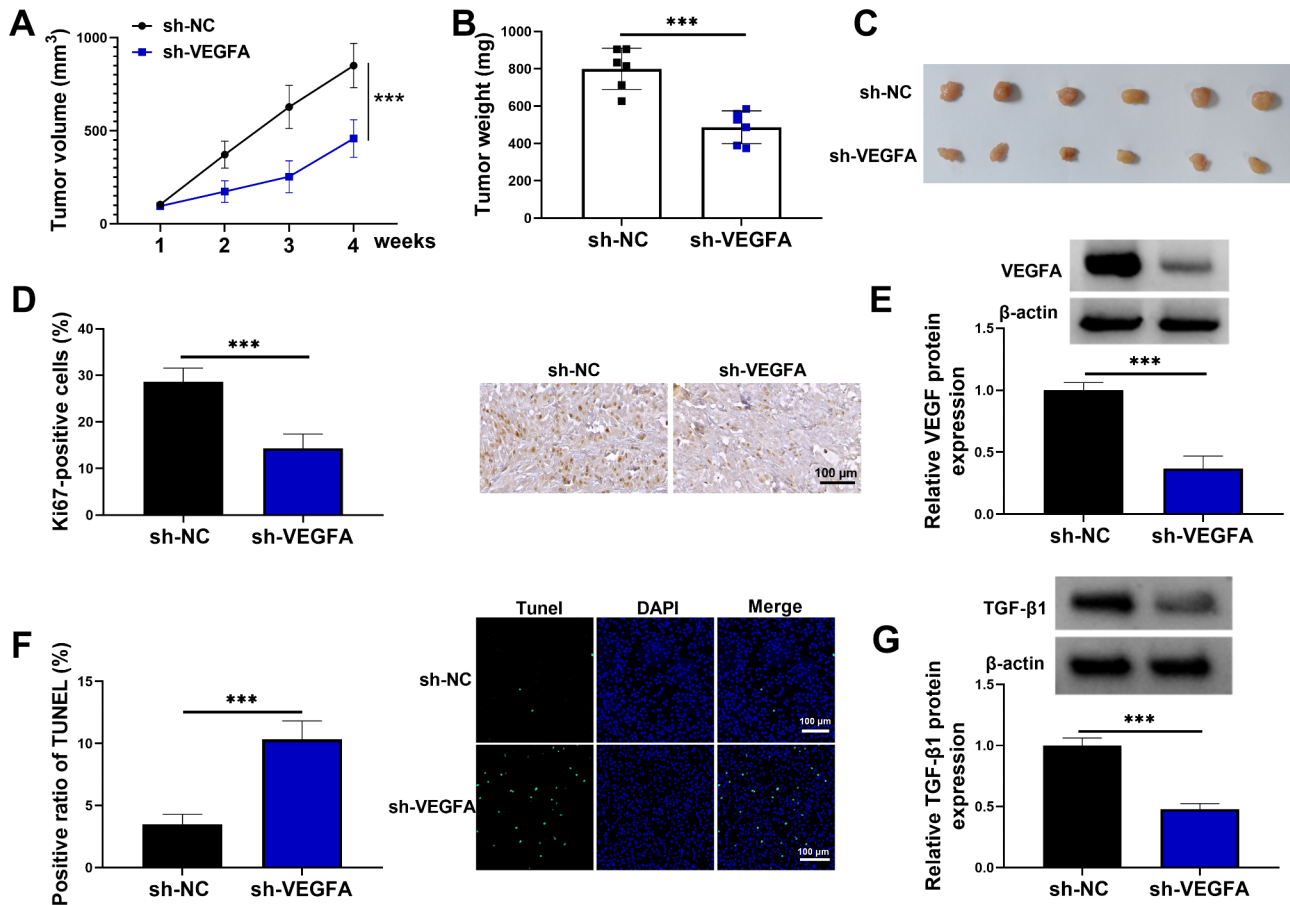 A
sh-NC
sh-VEGFA
Tumor volume (mm³)
1000
500
0
1 2 3 4 weeks
***
B
Tumor weight (mg)
1000
800
600
400
200
0
***
sh-NC sh-VEGFA
C
sh-NC
sh-VEGFA
D
Ki67-positive cells (%)
40
30
20
10
0
***
sh-NC sh-VEGFA
sh-NC sh-VEGFA
100 µm
E
VEGFA
β-actin
Relative VEGF protein
expression
1.5
1.0
0.5
0.0
***
sh-NC sh-VEGFA
F
Positive ratio of TUNEL (%)
15
10
5
0
***
sh-NC sh-VEGFA
Tunel DAPI Merge
sh-NC
100 µm
sh-VEGFA
100 µm
G
TGF-β1
β-actin
Relative TGF-β1 protein
expression
1.5
1.0
0.5
0.0
***
sh-NC sh-VEGFA